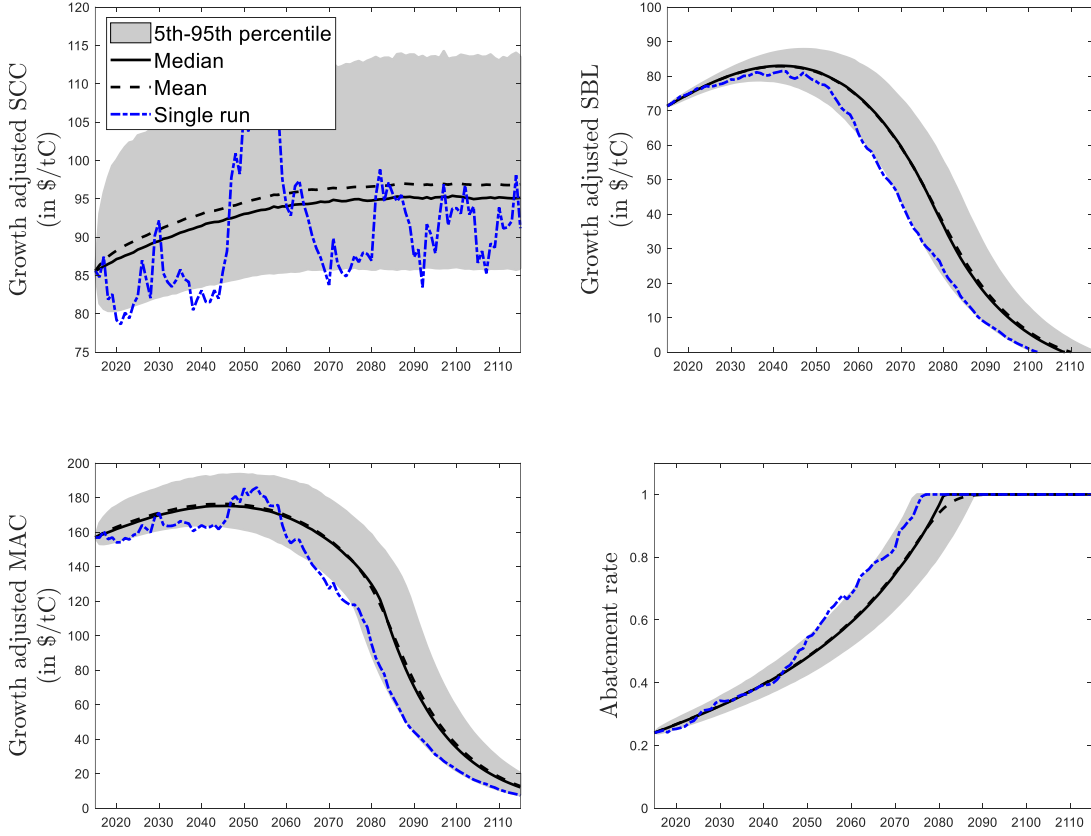 120
115
110
105
100
95
90
85
80
75
Growth adjusted SCC
(in $/tC)
5th-95th percentile
Median
Mean
Single run
2020 2030 2040 2050 2060 2070 2080 2090 2100 2110
100
90
80
70
60
50
40
30
20
10
0
Growth adjusted SBL
(in $/tC)
2020 2030 2040 2050 2060 2070 2080 2090 2100 2110
200
180
160
140
120
100
80
60
40
20
0
Growth adjusted MAC
(in $/tC)
2020 2030 2040 2050 2060 2070 2080 2090 2100 2110
1
0.8
0.6
0.4
0.2
0
Abatement rate
2020 2030 2040 2050 2060 2070 2080 2090 2100 2110